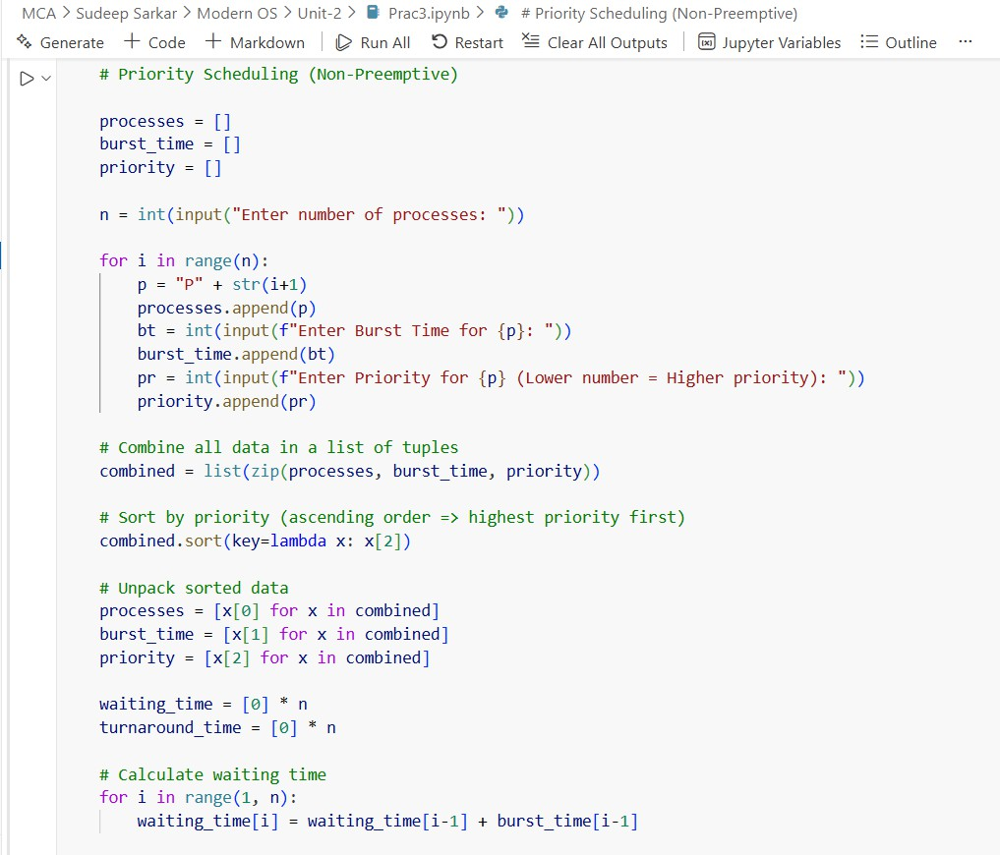 MCA > Sudeep Sarkar > Modern OS > Unit-2 > Prac3.ipynb > # Priority Scheduling (Non-Preemptive)
Generate + Code + Markdown | Run All Restart Clear All Outputs | Jupyter Variables Outline ...
# Priority Scheduling (Non-Preemptive)

processes = []
burst_time = []
priority = []

n = int(input("Enter number of processes: "))

for i in range(n):
    p = "P" + str(i+1)
    processes.append(p)
    bt = int(input(f"Enter Burst Time for {p}: "))
    burst_time.append(bt)
    pr = int(input(f"Enter Priority for {p} (Lower number = Higher priority): "))
    priority.append(pr)

# Combine all data in a list of tuples
combined = list(zip(processes, burst_time, priority))

# Sort by priority (ascending order => highest priority first)
combined.sort(key=lambda x: x[2])

# Unpack sorted data
processes = [x[0] for x in combined]
burst_time = [x[1] for x in combined]
priority = [x[2] for x in combined]

waiting_time = [0] * n
turnaround_time = [0] * n

# Calculate waiting time
for i in range(1, n):
    waiting_time[i] = waiting_time[i-1] + burst_time[i-1]